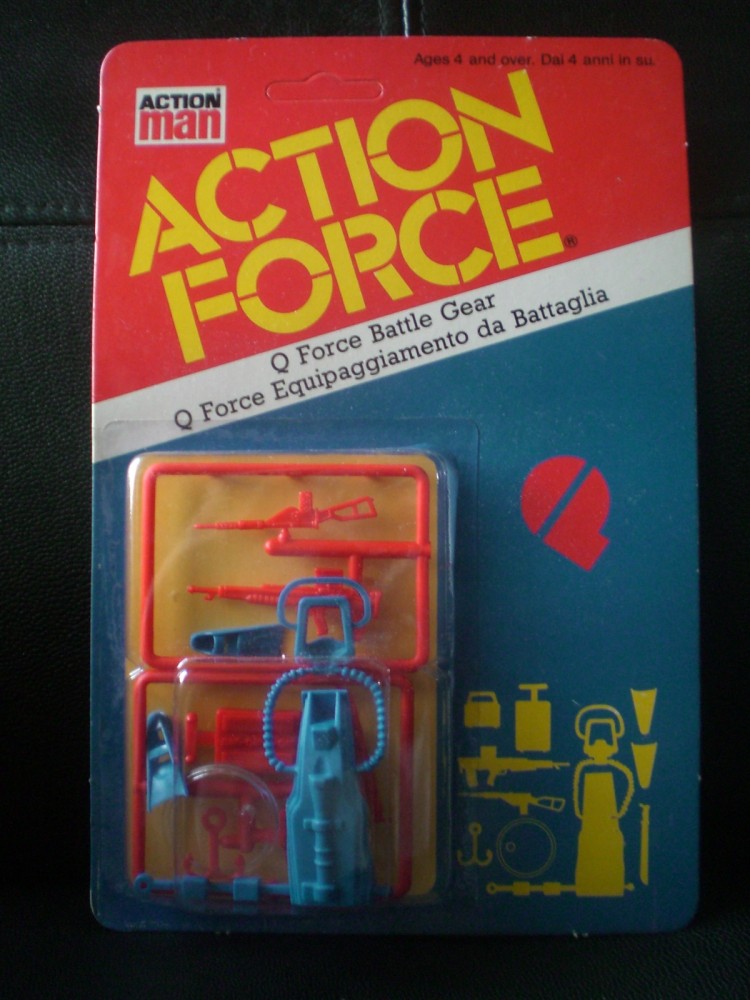 Ages 4 and over. Dai 4 anni in su.
ACTION
man
ACTION
FORCE®
Q Force Battle Gear
Q Force Equipaggiamento da Battaglia
Q